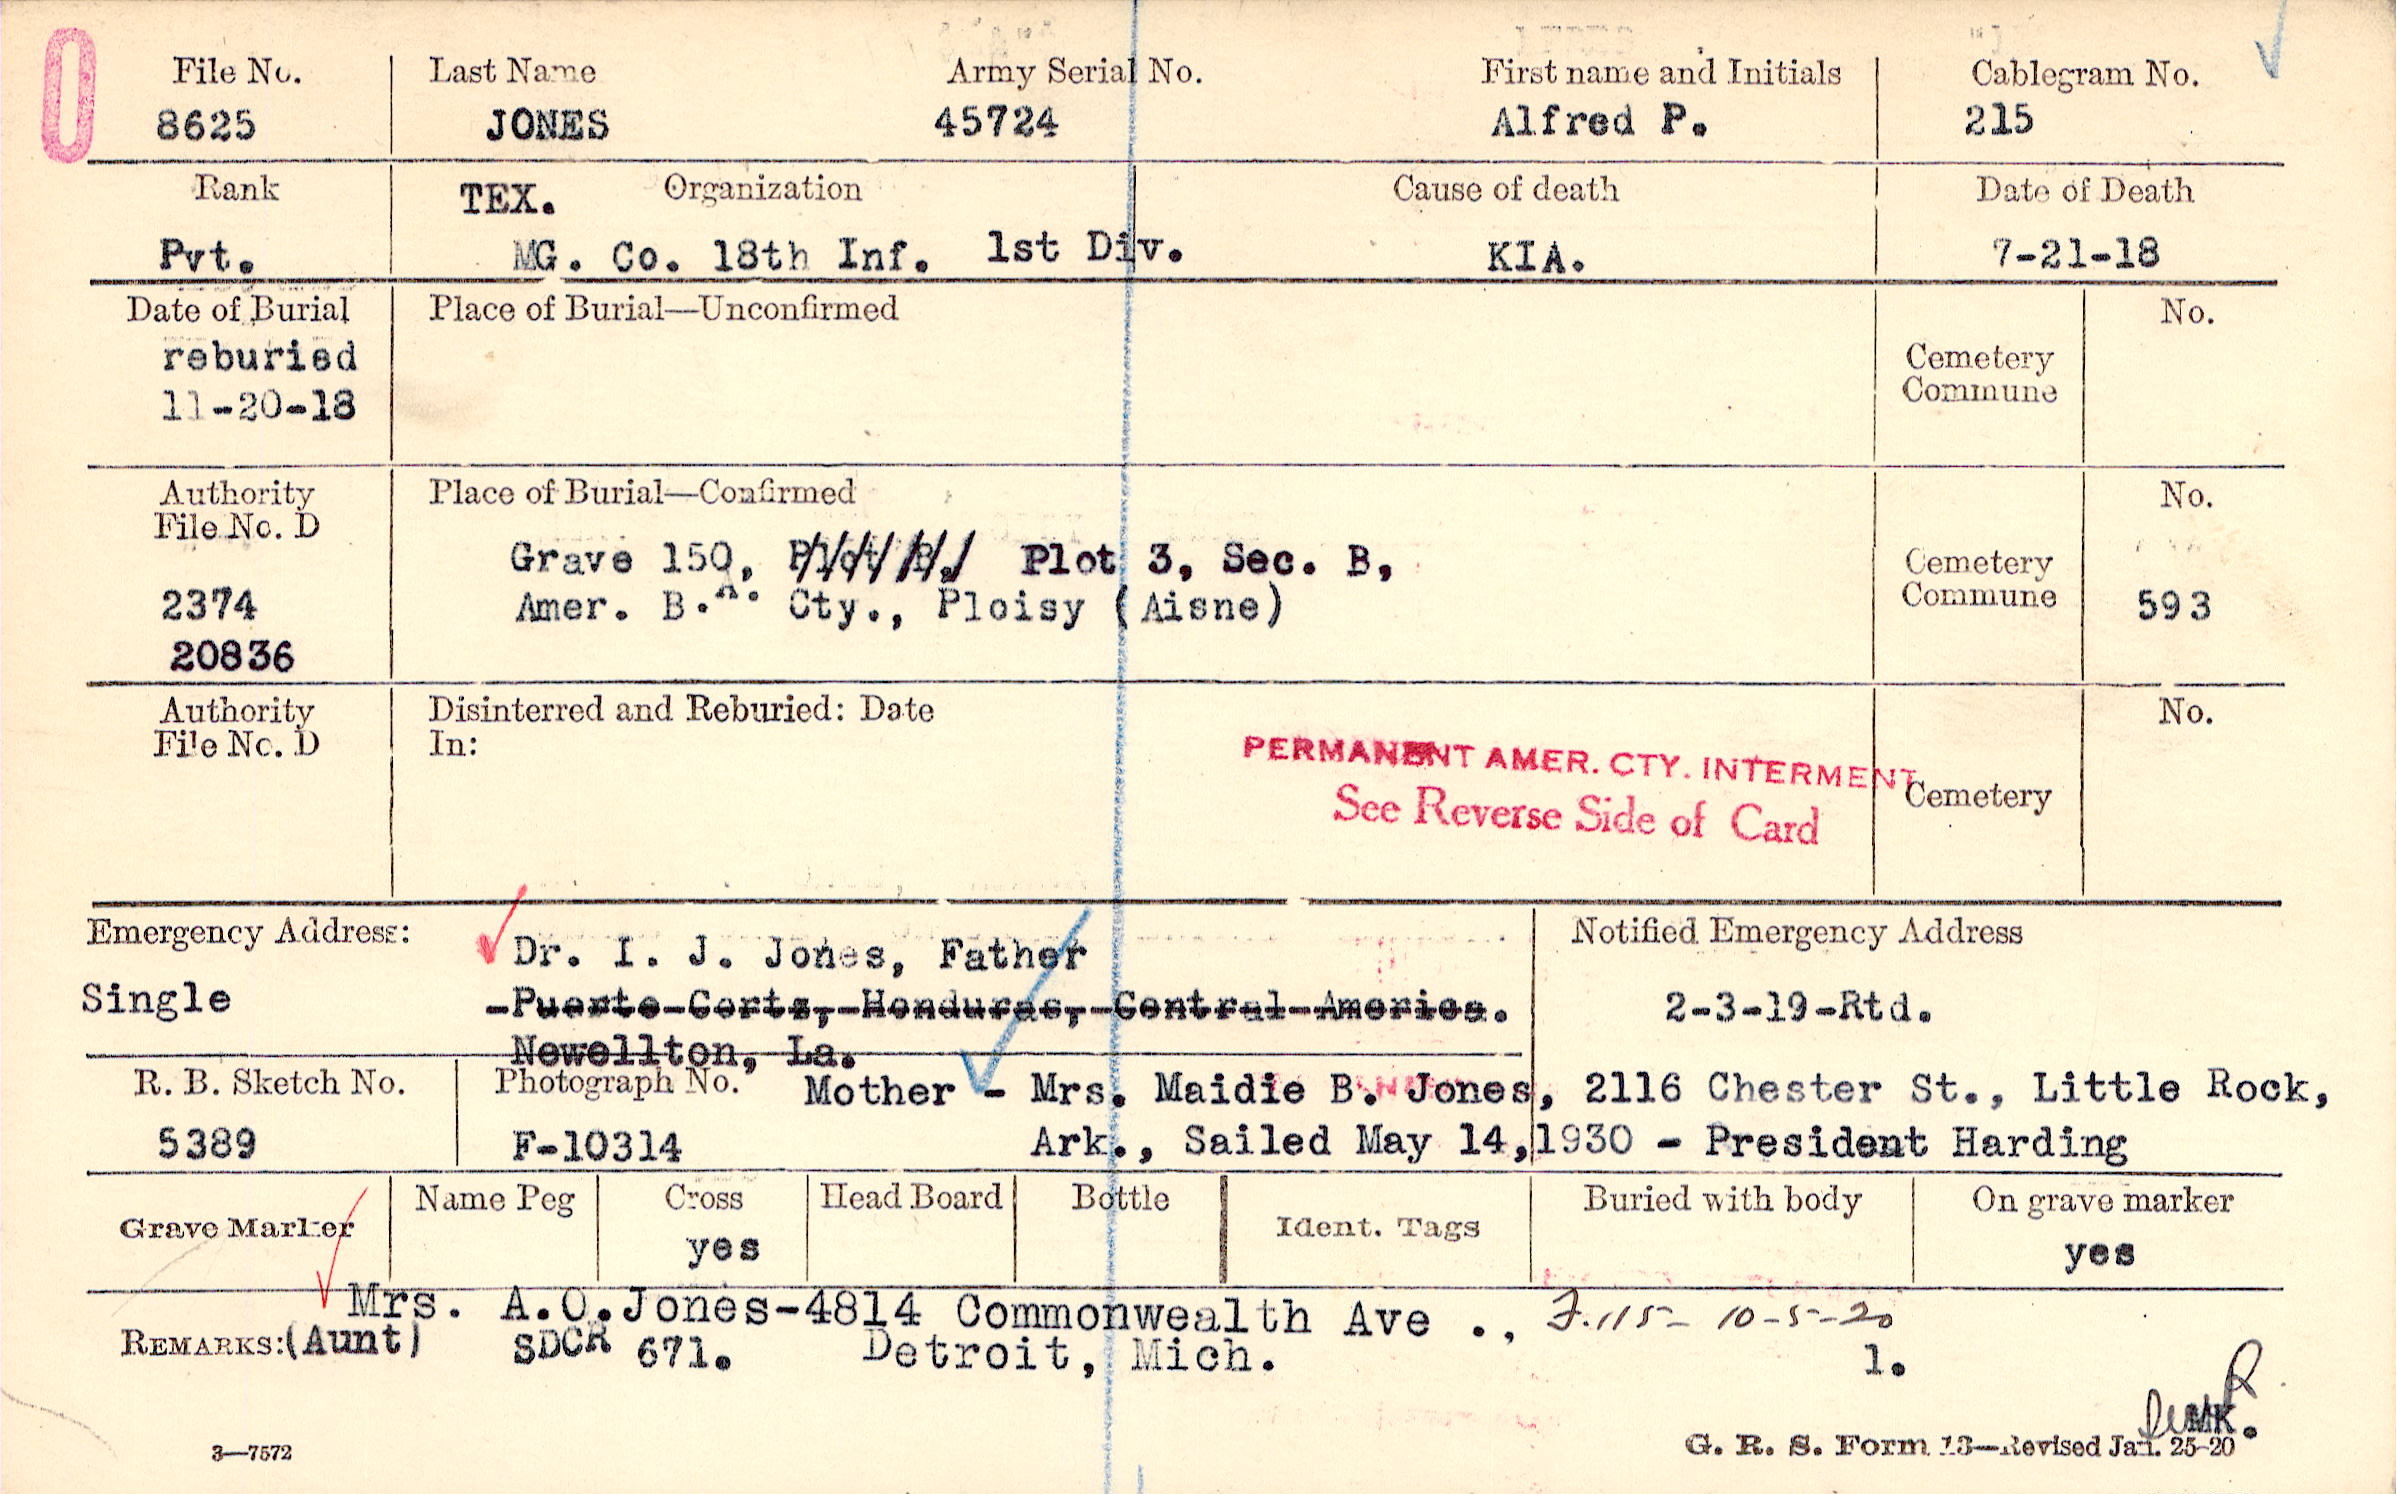 0
File No. Last Name Army Serial No. First name and Initials Cablegram No.
8625 JONES 45724 Alfred P. 215
Rank TEX. Organization Cause of death Date of Death
Pvt. MG. Co. 18th Inf. 1st Div. KIA. 7-21-18
Date of Burial Place of Burial—Unconfirmed No.
reburied
11-20-18
Cemetery
Commune
Authority Place of Burial—Confirmed No.
File No. D
Grave 150, Plot B, Plot 3, Sec. B,
2374 Amer. B.A. Cty., Ploisy (Aisne)
20836
Cemetery
Commune 593
Authority Disinterred and Reburied: Date No.
File No. D In:
PERMANENT AMER. CTY. INTERMENT
See Reverse Side of Card
Cemetery
Emergency Address: Dr. I. J. Jones, Father Notified Emergency Address
Single -Puerto-Cortz,-Honduras,-Central-America. 2-3-19-Rtd.
Newellton, La.
R. B. Sketch No. Photograph No. Mother - Mrs. Maidie B. Jones, 2116 Chester St., Little Rock,
5389 F-10314 Ark., Sailed May 14, 1930 - President Harding
Grave Marker Name Peg Cross Head Board Bottle Ident. Tags Buried with body On grave marker
yes yes
Mrs. A.O.Jones-4814 Commonwealth Ave ., F.115- 10-5-20
REMARKS: (Aunt) SDCR 671. Detroit, Mich. 1.
MK.
3—7572 G. R. S. Form 13—Revised Jan. 25-20